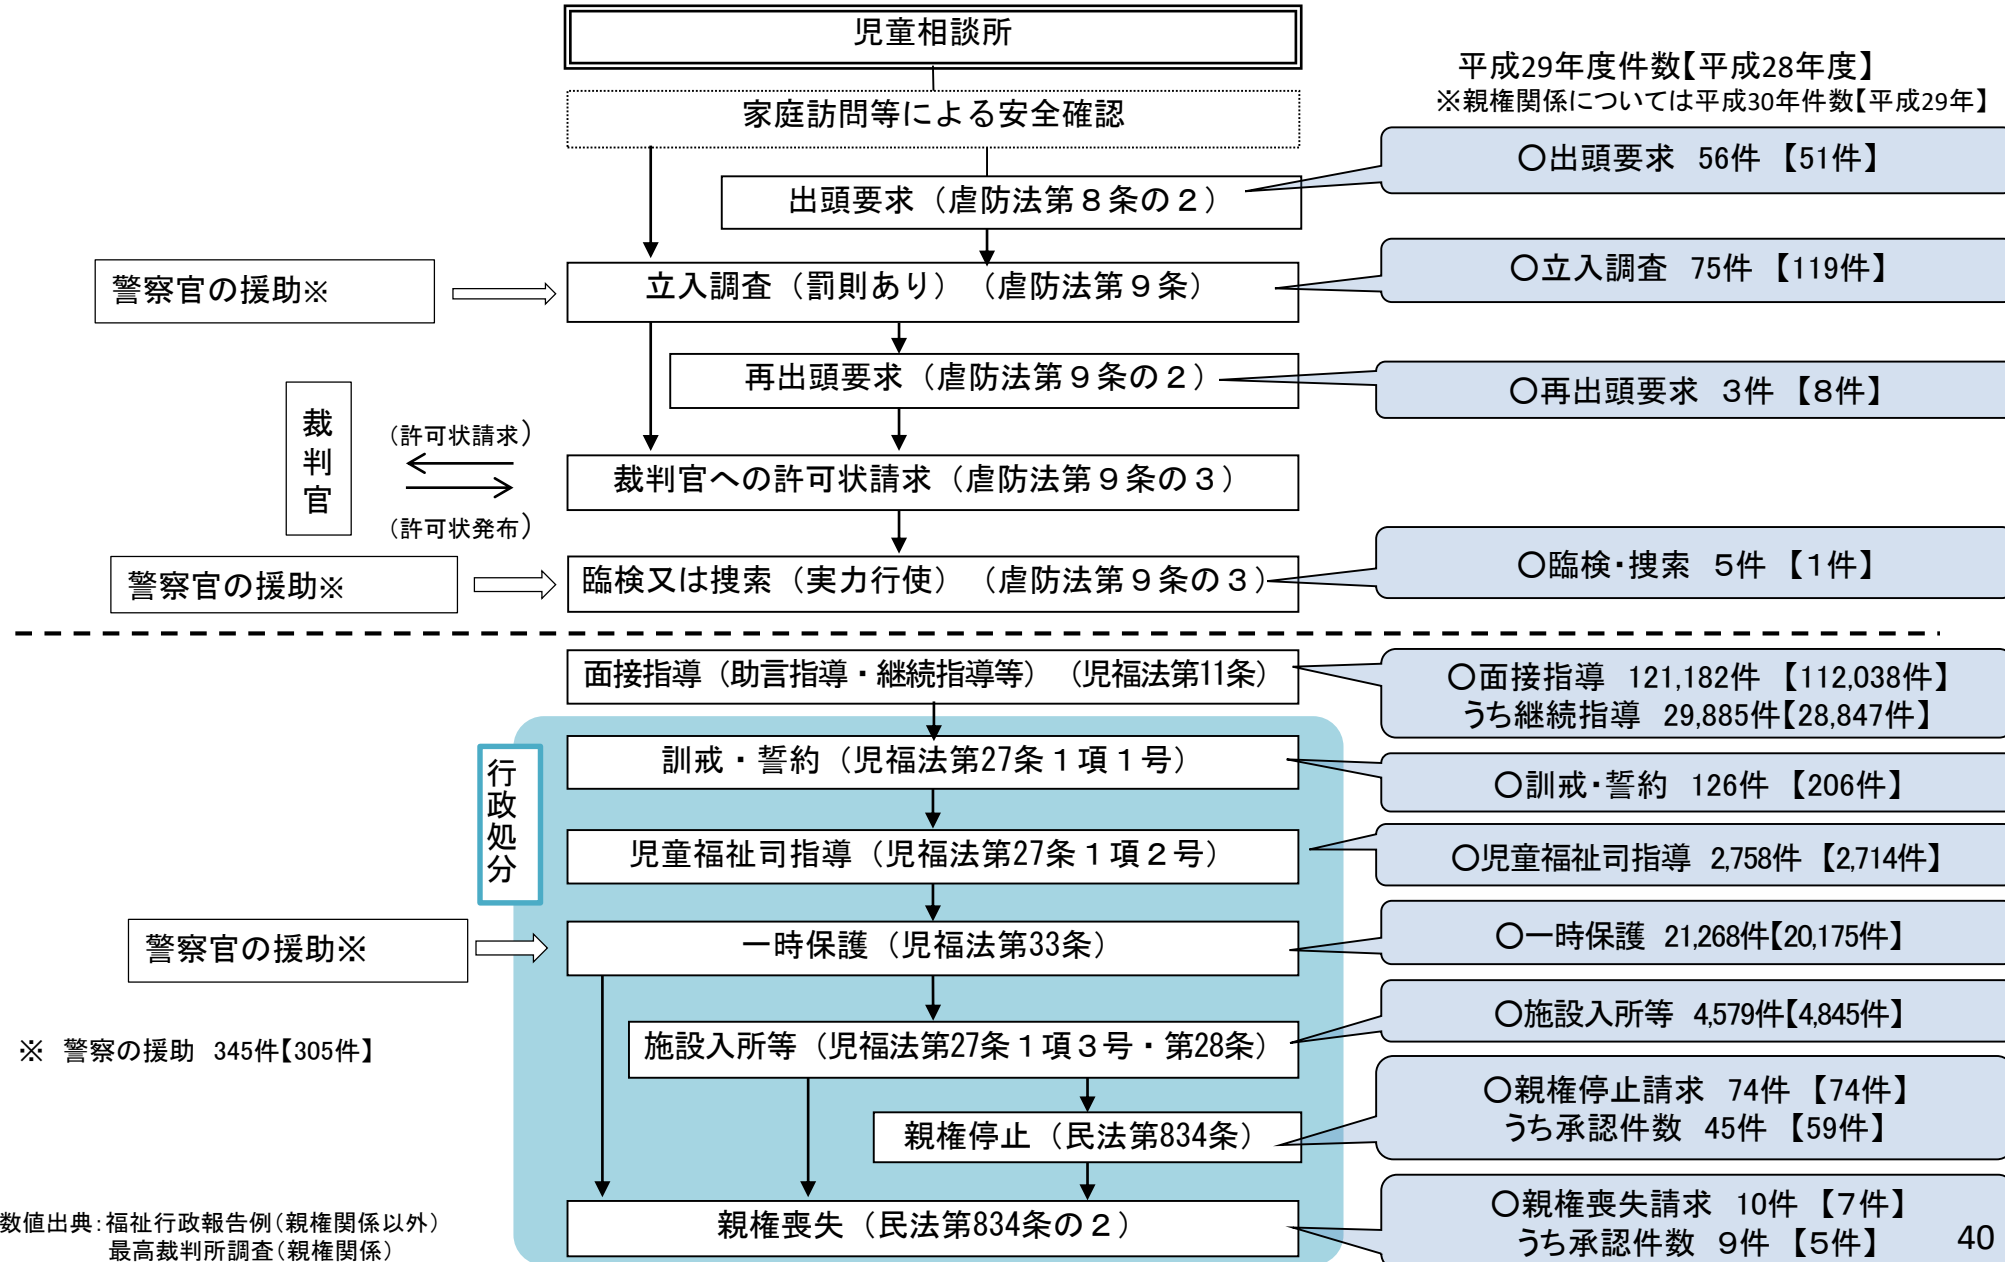 児童相談所
平成29年度件数【平成28年度】
※親権関係については平成30年件数【平成29年】
家庭訪問等による安全確認
〇出頭要求 56件 【51件】
出頭要求（虐防法第８条の２）
警察官の援助※
立入調査（罰則あり）（虐防法第９条）
〇立入調査 75件 【119件】
再出頭要求（虐防法第９条の２）
〇再出頭要求 3件 【8件】
裁判官
（許可状請求）
（許可状発布）
裁判官への許可状請求（虐防法第９条の３）
警察官の援助※
臨検又は捜索（実力行使）（虐防法第９条の３）
〇臨検・捜索 5件 【1件】
面接指導（助言指導・継続指導等）（児福法第11条）
〇面接指導 121,182件 【112,038件】
うち継続指導 29,885件【28,847件】
行政処分
訓戒・誓約（児福法第27条１項１号）
〇訓戒・誓約 126件 【206件】
児童福祉司指導（児福法第27条１項２号）
〇児童福祉司指導 2,758件 【2,714件】
警察官の援助※
一時保護（児福法第33条）
〇一時保護 21,268件【20,175件】
※ 警察の援助 345件【305件】
施設入所等（児福法第27条１項３号・第28条）
〇施設入所等 4,579件【4,845件】
親権停止（民法第834条）
〇親権停止請求 74件 【74件】
うち承認件数 45件 【59件】
親権喪失（民法第834条の２）
〇親権喪失請求 10件 【7件】
うち承認件数 9件 【5件】
数値出典：福祉行政報告例（親権関係以外）
最高裁判所調査（親権関係）
40